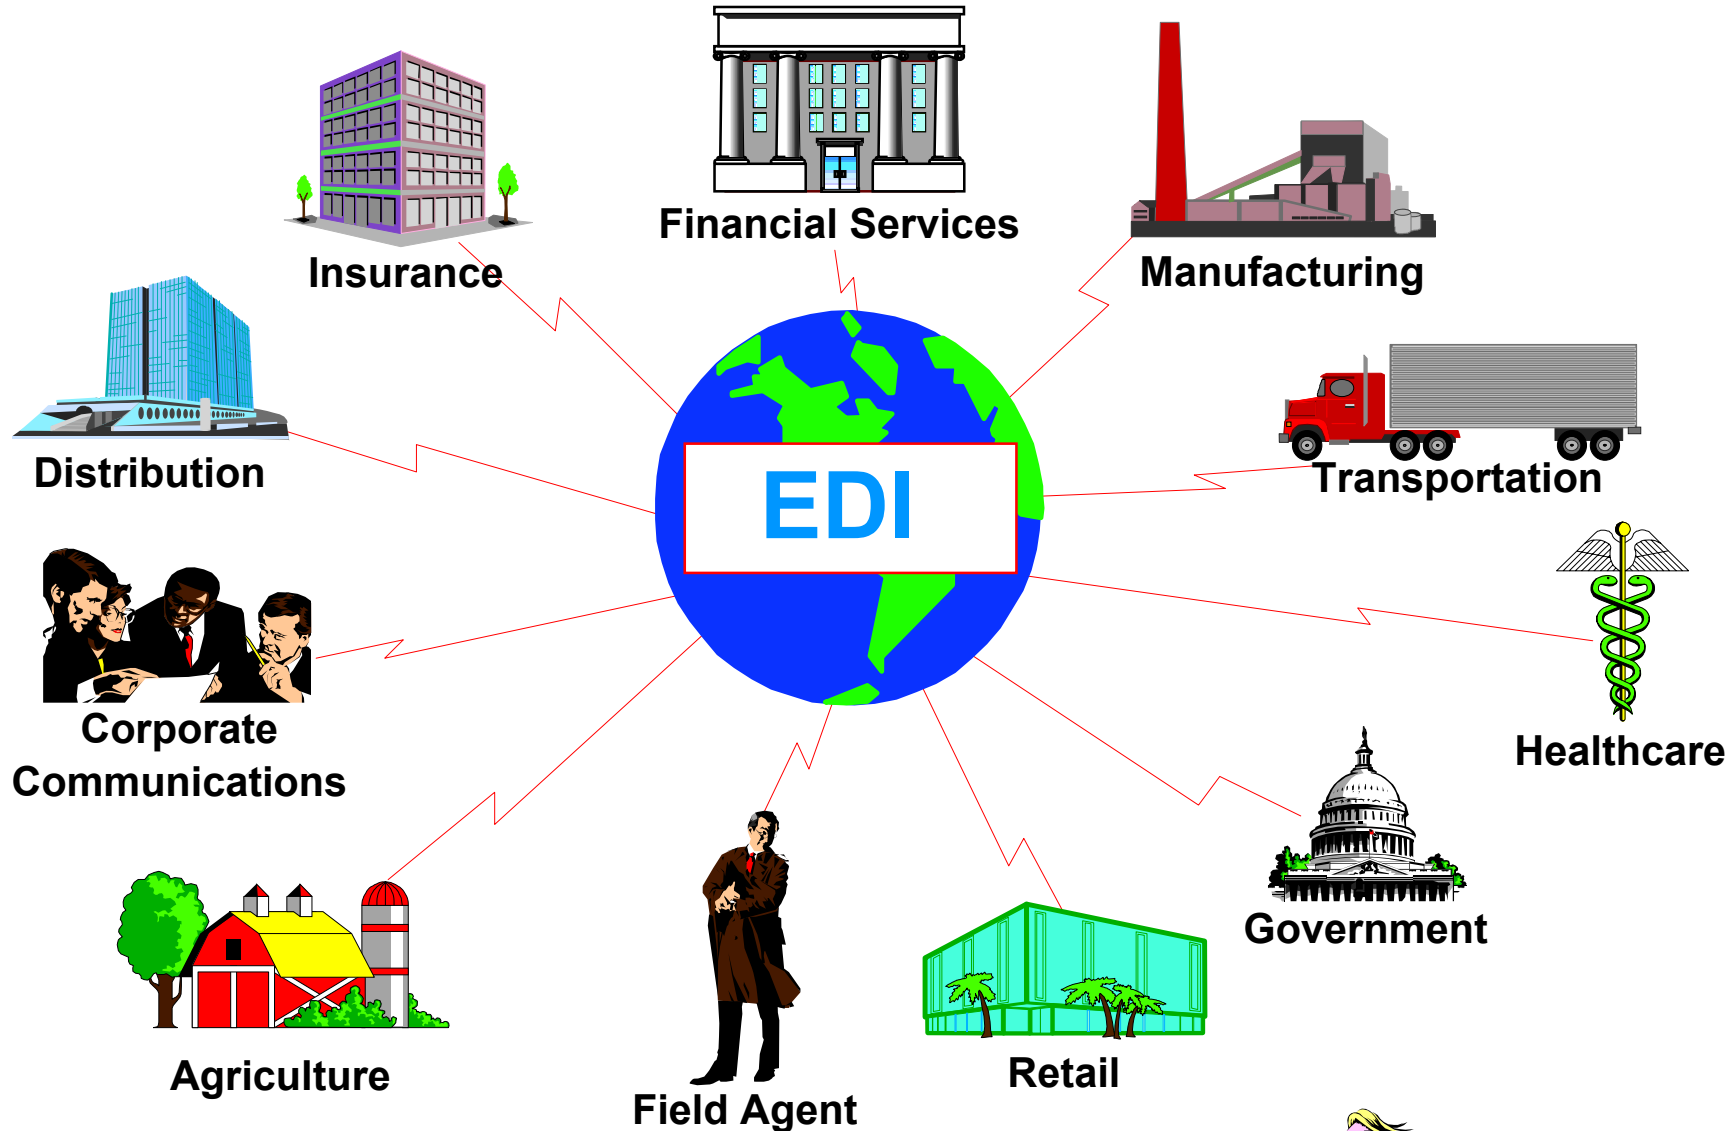 Financial Services
Insurance
Manufacturing
Distribution
EDI
Transportation
Corporate
Communications
Healthcare
Government
Agriculture
Retail
Field Agent